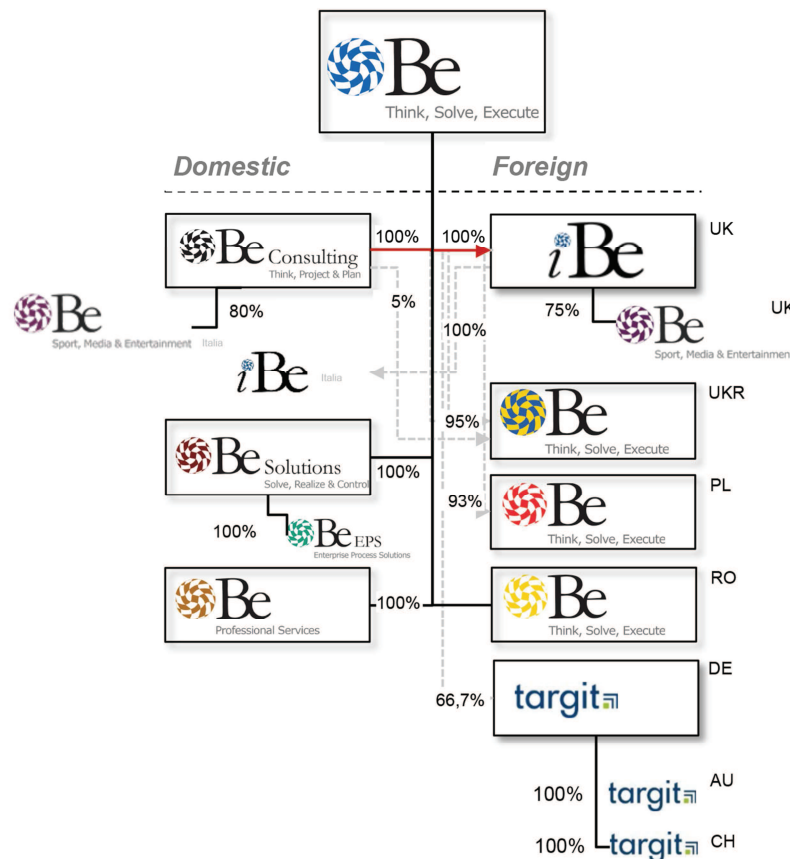 Be
Think, Solve, Execute
Domestic
Foreign
Be Consulting
Think, Project & Plan
100%
100%
iBe
UK
80%
5%
Be
Sport, Media & Entertainment Italia
100%
75%
Be
Sport, Media & Entertainment
UK
iBe Italia
95%
Be
Think, Solve, Execute
UKR
Be Solutions
Solve, Realize & Control
100%
93%
Be
Think, Solve, Execute
PL
100%
Be EPS
Enterprise Process Solutions
Be
Professional Services
100%
Be
Think, Solve, Execute
RO
66,7%
targit
DE
100%
targit
AU
100%
targit
CH